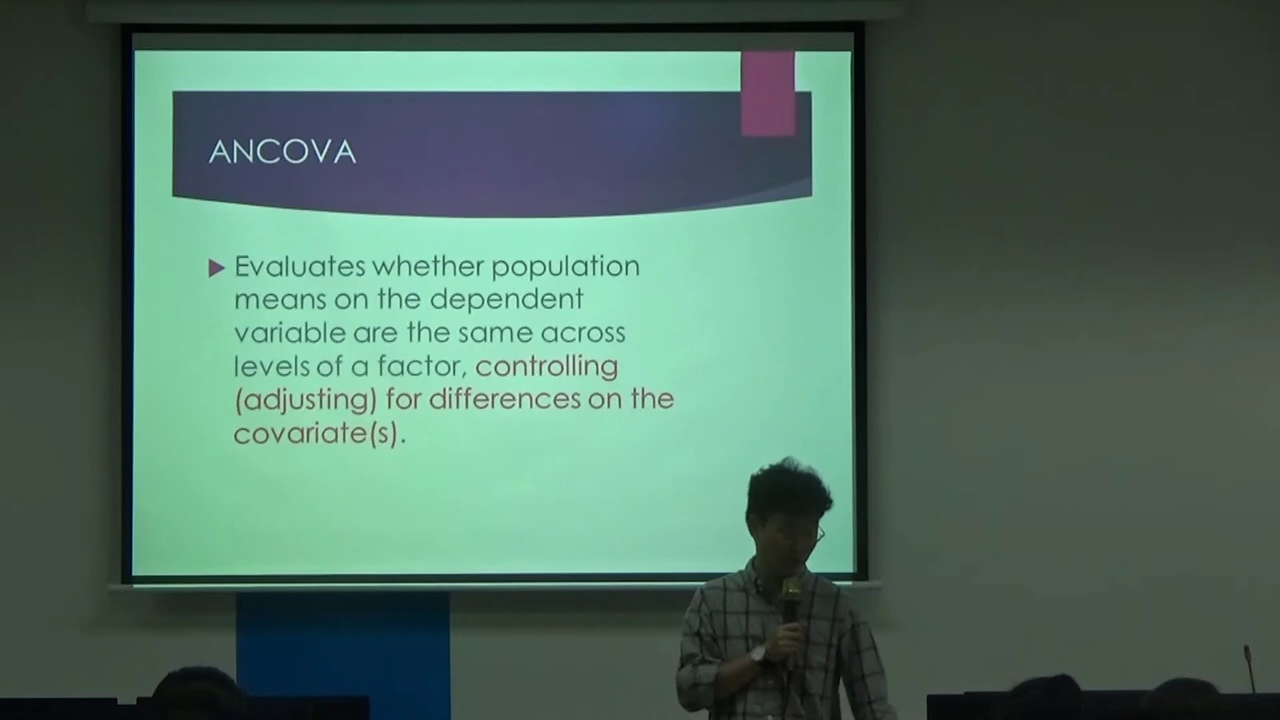 ANCOVA
Evaluates whether population
means on the dependent
variable are the same across
levels of a factor, controlling
(adjusting) for differences on the
covariate(s).